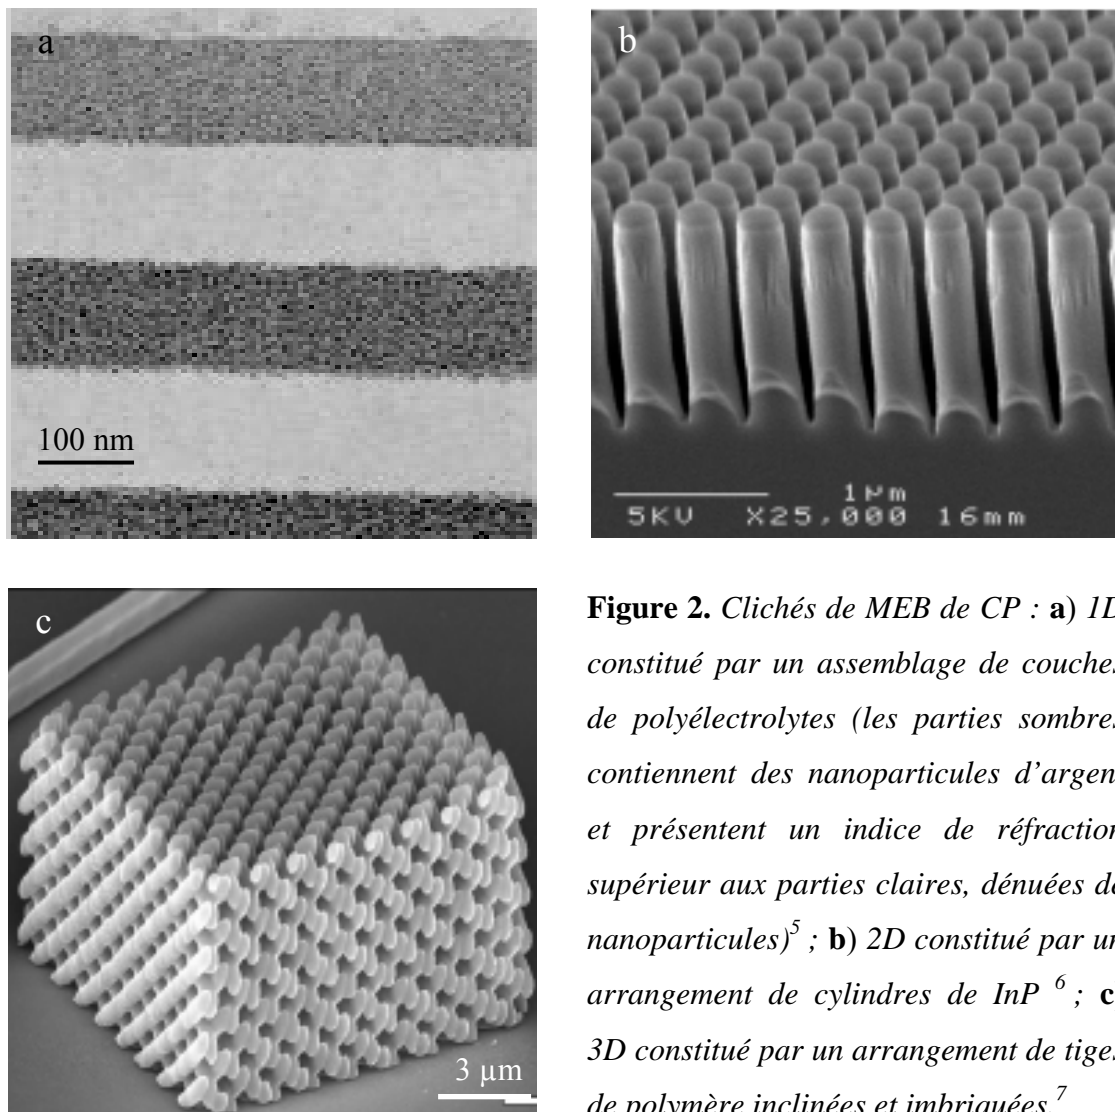 a
100 nm
b
1µm
5KV X25,000 16mm
c
3 µm
Figure 2. Clichés de MEB de CP : a) 1D
constitué par un assemblage de couches
de polyélectrolytes (les parties sombres
contiennent des nanoparticules d'argent
et présentent un indice de réfraction
supérieur aux parties claires, dénuées de
nanoparticules)5 ; b) 2D constitué par un
arrangement de cylindres de InP 6 ; c
3D constitué par un arrangement de tiges
de polymère inclinées et imbriquées.7